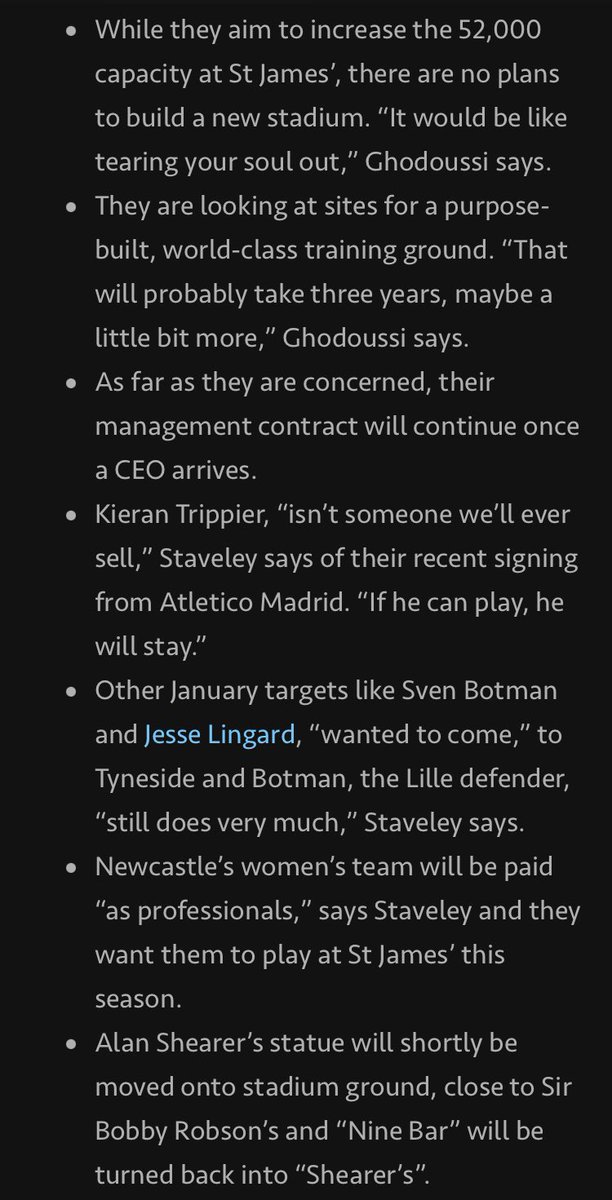 • While they aim to increase the 52,000
capacity at St James’, there are no plans
to build a new stadium. “It would be like
tearing your soul out,” Ghodoussi says.
• They are looking at sites for a purpose-
built, world-class training ground. “That
will probably take three years, maybe a
little bit more,” Ghodoussi says.
• As far as they are concerned, their
management contract will continue once
a CEO arrives.
• Kieran Trippier, “isn’t someone we’ll ever
sell,” Staveley says of their recent signing
from Atletico Madrid. “If he can play, he
will stay.”
• Other January targets like Sven Botman
and Jesse Lingard, “wanted to come,” to
Tyneside and Botman, the Lille defender,
“still does very much,” Staveley says.
• Newcastle’s women’s team will be paid
“as professionals,” says Staveley and they
want them to play at St James’ this
season.
• Alan Shearer’s statue will shortly be
moved onto stadium ground, close to Sir
Bobby Robson’s and “Nine Bar” will be
turned back into “Shearer’s”.